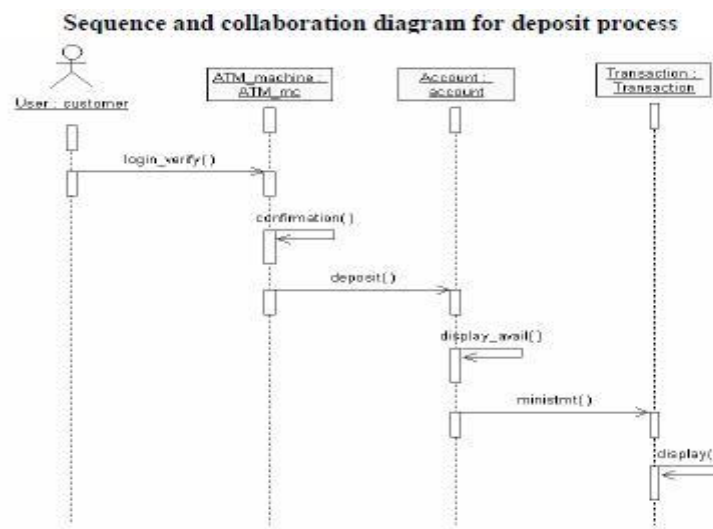 Sequence and collaboration diagram for deposit process
User : customer
ATM_machine :
ATM_mc
Account :
account
Transaction :
Transaction
login_verify( )
confirmation( )
deposit( )
display_avail( )
ministmt( )
display(